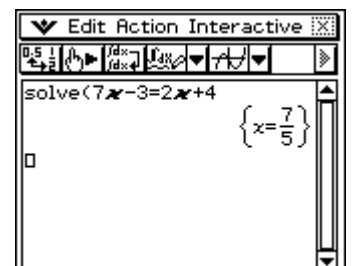 Edit Action Interactive
solve(7x-3=2x+4
{x=7/5}